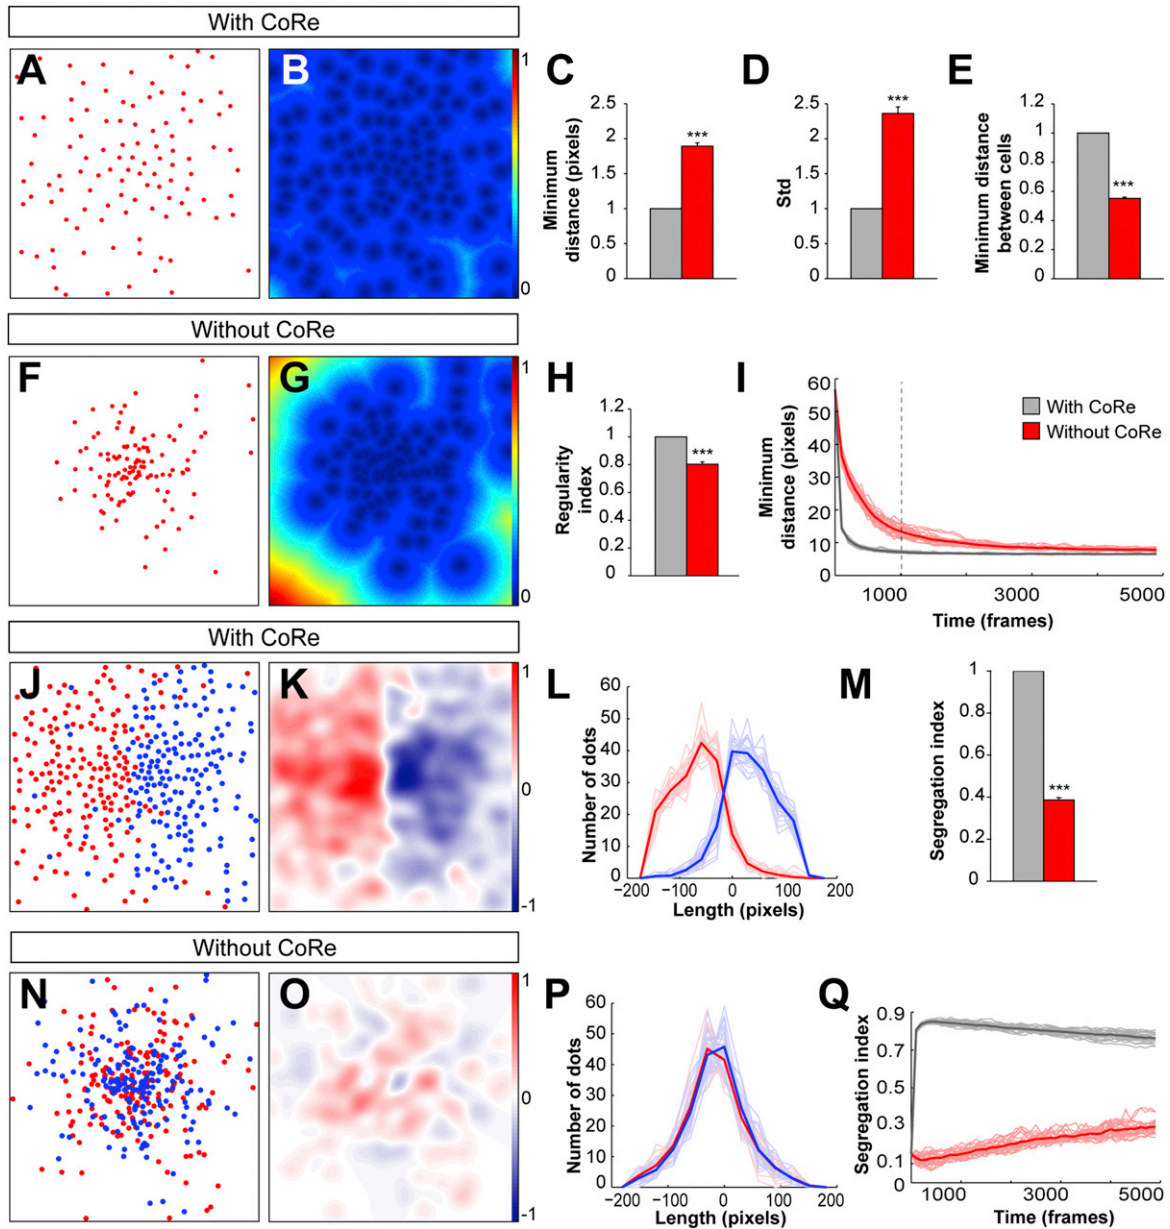 With CoRe
A
B
1
0
C
Minimum
distance (pixels)
2.5
2
1.5
1
0.5
0
***
D
Std
2.5
2
1.5
1
0.5
0
***
E
Minimum distance
between cells
1.2
1
0.8
0.6
0.4
0.2
0
***
Without CoRe
F
G
1
0
H
Regularity
index
1.2
1
0.8
0.6
0.4
0.2
0
***
I
Minimum
distance (pixels)
60
50
40
30
20
10
0
With CoRe
Without CoRe
1000 3000 5000
Time (frames)
With CoRe
J
K
1
0
-1
L
Number of dots
60
50
40
30
20
10
0
−200 −100 0 100 200
Length (pixels)
M
Segregation index
1
0.8
0.6
0.4
0.2
0
***
Without CoRe
N
O
1
0
-1
P
Number of dots
60
50
40
30
20
10
0
−200 −100 0 100 200
Length (pixels)
Q
Segregation index
0.9
0.7
0.5
0.3
0.1
0
1000 3000 5000
Time (frames)